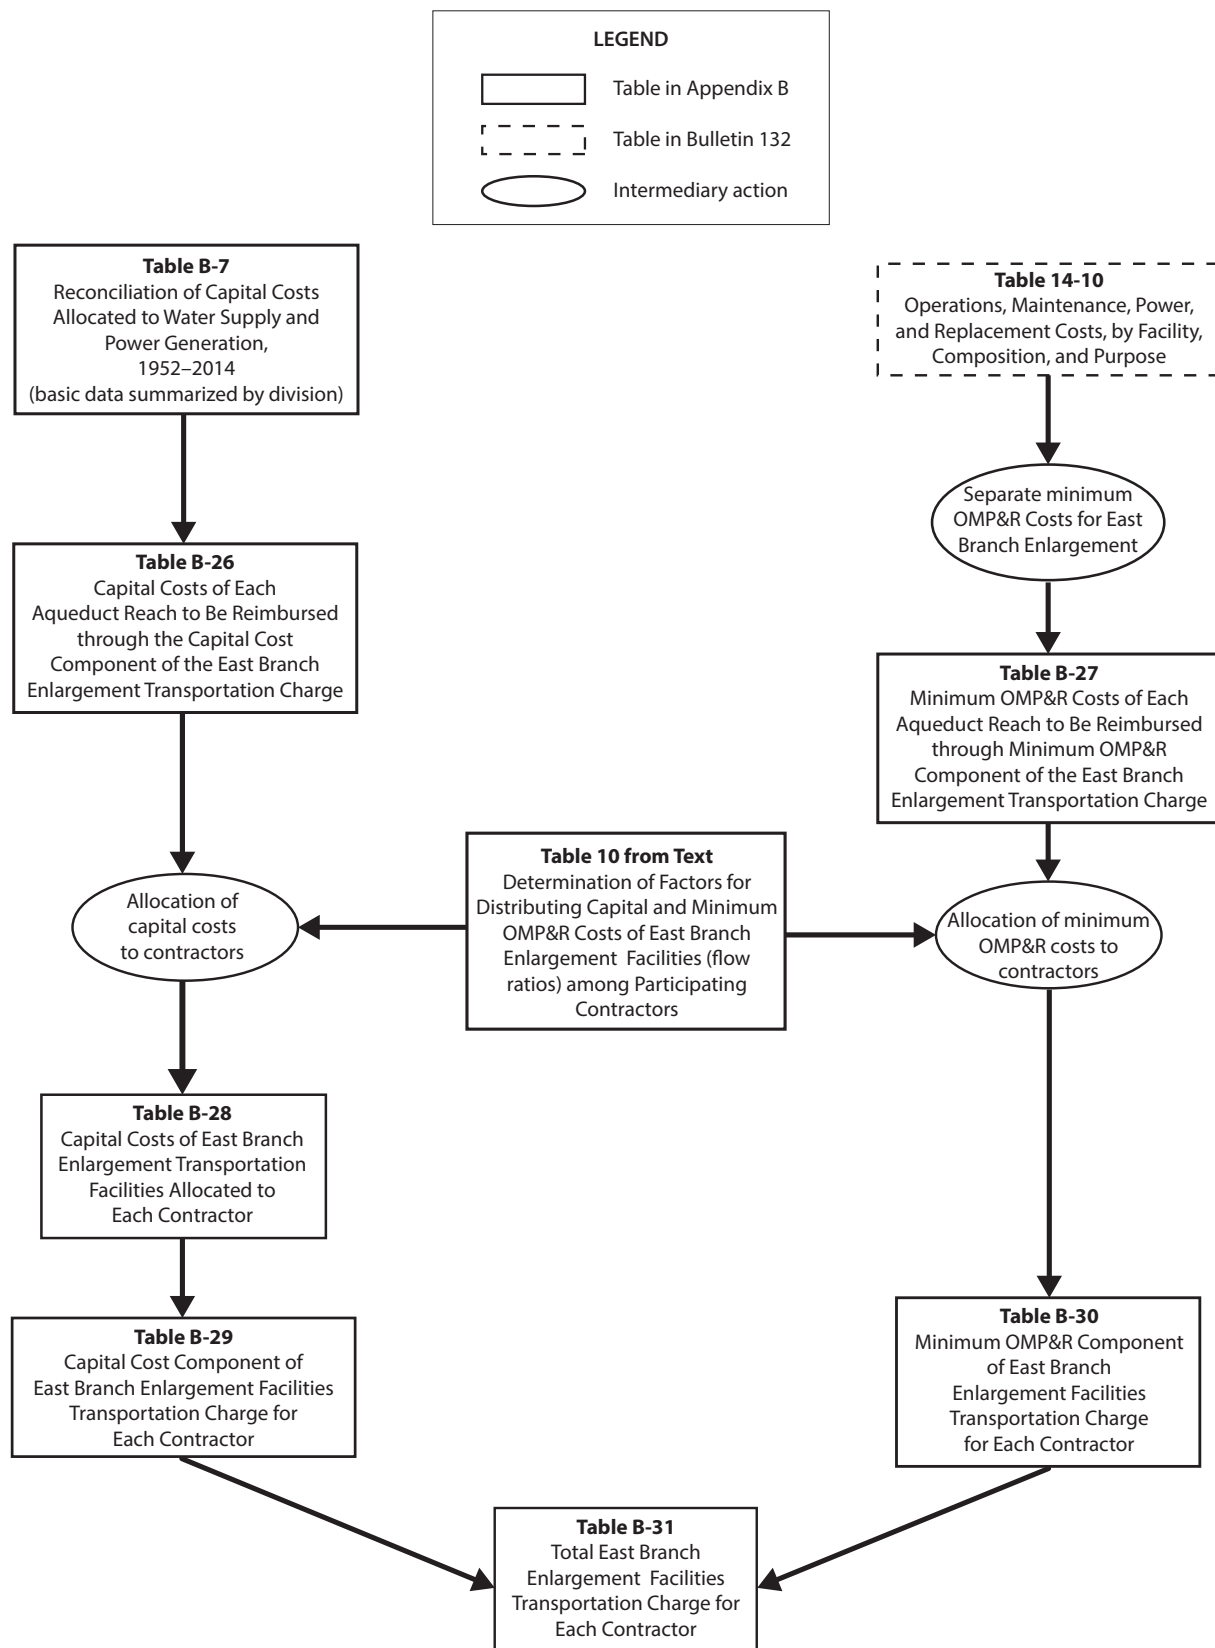 LEGEND
Table in Appendix B
Table in Bulletin 132
Intermediary action
Table B-7
Reconciliation of Capital Costs
Allocated to Water Supply and
Power Generation,
1952–2014
(basic data summarized by division)
Table 14-10
Operations, Maintenance, Power,
and Replacement Costs, by Facility,
Composition, and Purpose
Separate minimum
OMP&R Costs for East
Branch Enlargement
Table B-26
Capital Costs of Each
Aqueduct Reach to Be Reimbursed
through the Capital Cost
Component of the East Branch
Enlargement Transportation Charge
Table B-27
Minimum OMP&R Costs of Each
Aqueduct Reach to Be Reimbursed
through Minimum OMP&R
Component of the East Branch
Enlargement Transportation Charge
Allocation of
capital costs
to contractors
Table 10 from Text
Determination of Factors for
Distributing Capital and Minimum
OMP&R Costs of East Branch
Enlargement Facilities (flow
ratios) among Participating
Contractors
Allocation of minimum
OMP&R costs to
contractors
Table B-28
Capital Costs of East Branch
Enlargement Transportation
Facilities Allocated to
Each Contractor
Table B-29
Capital Cost Component of
East Branch Enlargement Facilities
Transportation Charge for
Each Contractor
Table B-30
Minimum OMP&R Component
of East Branch
Enlargement Facilities
Transportation Charge
for Each Contractor
Table B-31
Total East Branch
Enlargement Facilities
Transportation Charge for
Each Contractor